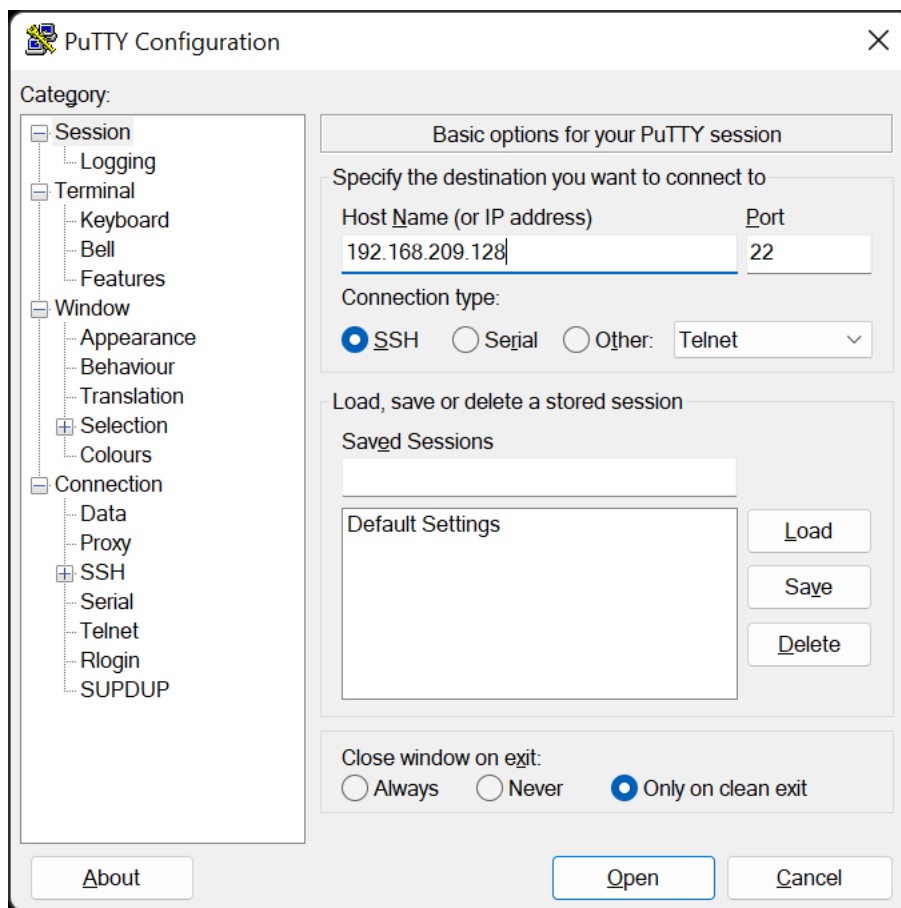 PuTTY Configuration
Category:
Session
Logging
Terminal
Keyboard
Bell
Features
Window
Appearance
Behaviour
Translation
Selection
Colours
Connection
Data
Proxy
SSH
Serial
Telnet
Rlogin
SUPDUP
Basic options for your PuTTY session
Specify the destination you want to connect to
Host Name (or IP address) Port
192.168.209.128 22
Connection type:
SSH Serial Other: Telnet
Load, save or delete a stored session
Saved Sessions
Default Settings
Load
Save
Delete
Close window on exit:
Always Never Only on clean exit
About Open Cancel